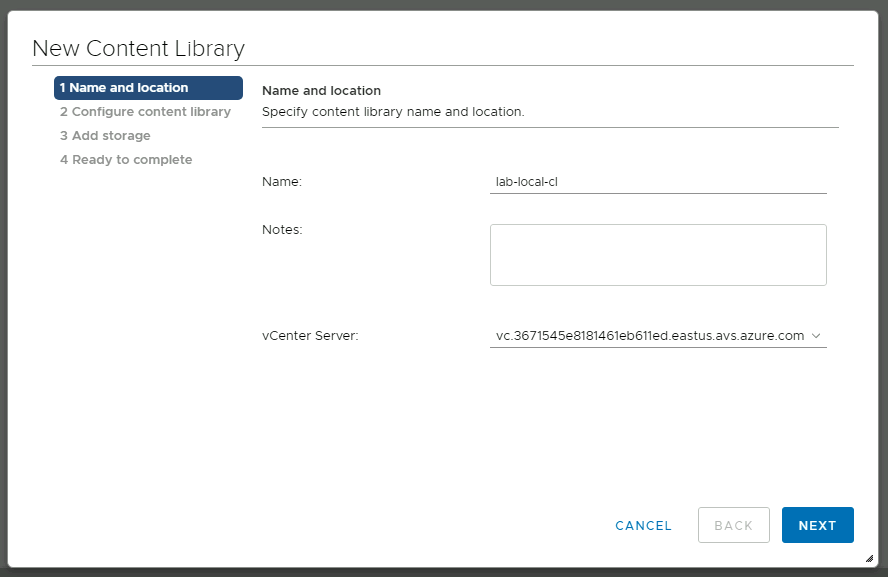 New Content Library
1 Name and location
2 Configure content library
3 Add storage
4 Ready to complete
Name and location
Specify content library name and location.
Name: lab-local-cl
Notes:
vCenter Server: vc.3671545e8181461eb611ed.eastus.avs.azure.com
CANCEL BACK NEXT